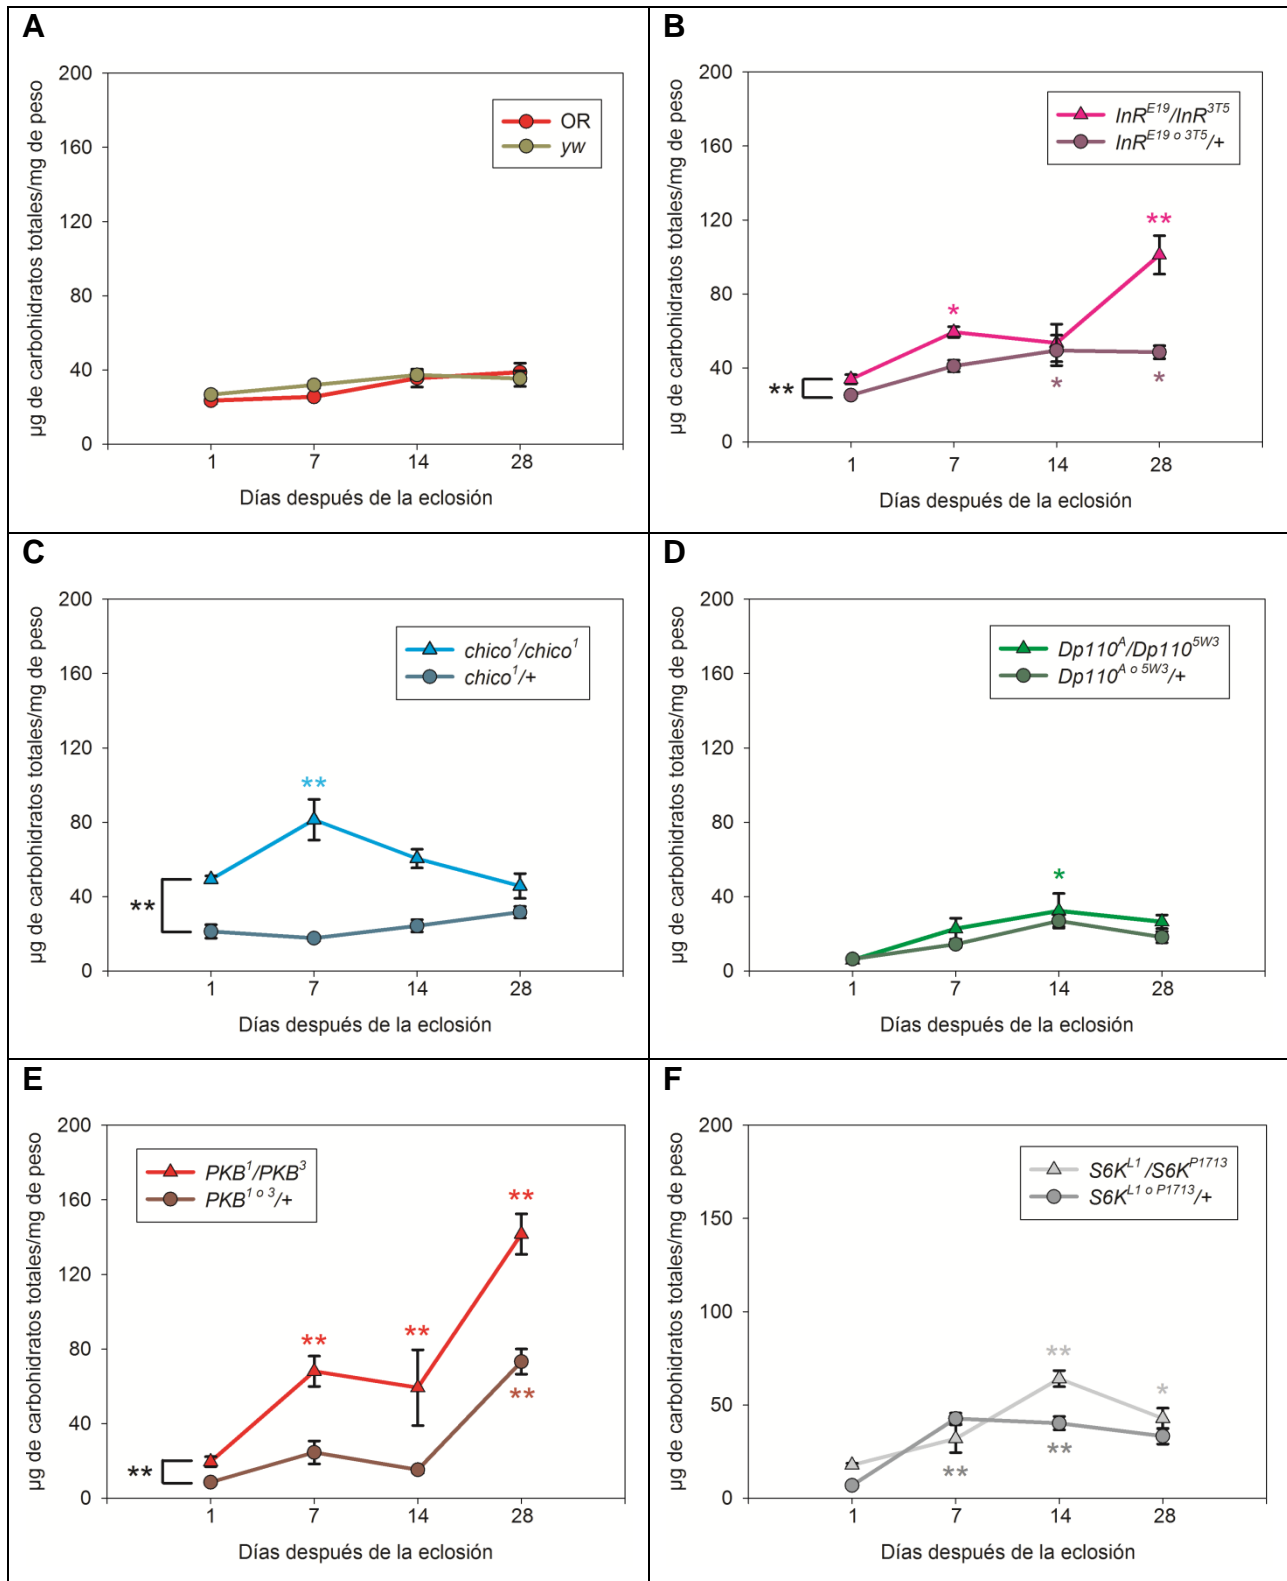 A
µg de carbohidratos totales/mg de peso
200
160
120
80
40
0
OR
yw
1 7 14 28
Días después de la eclosión
B
µg de carbohidratos totales/mg de peso
200
160
120
80
40
0
InR^E19/InR^3T5
InR^E19 o 3T5/+
**
*
**
*
*
1 7 14 28
Días después de la eclosión
C
µg de carbohidratos totales/mg de peso
200
160
120
80
40
0
chico^1/chico^1
chico^1/+
**
**
1 7 14 28
Días después de la eclosión
D
µg de carbohidratos totales/mg de peso
200
160
120
80
40
0
Dp110^A/Dp110^5W3
Dp110^A o 5W3/+
*
1 7 14 28
Días después de la eclosión
E
µg de carbohidratos totales/mg de peso
200
160
120
80
40
0
PKB^1/PKB^3
PKB^1 o 3/+
**
**
**
**
**
1 7 14 28
Días después de la eclosión
F
µg de carbohidratos totales/mg de peso
200
150
100
50
0
S6K^L1/S6K^P1713
S6K^L1 o P1713/+
**
*
**
**
1 7 14 28
Días después de la eclosión